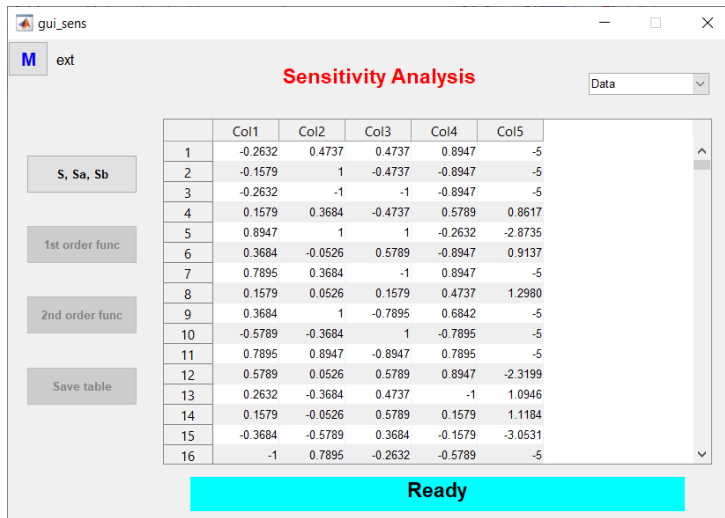 gui_sens
M ext
Sensitivity Analysis
Data
Col1 Col2 Col3 Col4 Col5
1 -0.2632 0.4737 0.4737 0.8947 -5
2 -0.1579 1 -0.4737 -0.8947 -5
3 -0.2632 -1 -1 -0.8947 -5
4 0.1579 0.3684 -0.4737 0.5789 0.8617
5 0.8947 1 1 -0.2632 -2.8735
6 0.3684 -0.0526 0.5789 -0.8947 0.9137
7 0.7895 0.3684 -1 0.8947 -5
8 0.1579 0.0526 0.1579 0.4737 1.2980
9 0.3684 1 -0.7895 0.6842 -5
10 -0.5789 -0.3684 1 -0.7895 -5
11 0.7895 0.8947 -0.8947 0.7895 -5
12 0.5789 0.0526 0.5789 0.8947 -2.3199
13 0.2632 -0.3684 0.4737 -1 1.0946
14 0.1579 -0.0526 0.5789 0.1579 1.1184
15 -0.3684 -0.5789 0.3684 -0.1579 -3.0531
16 -1 0.7895 -0.2632 -0.5789 -5
S, Sa, Sb
1st order func
2nd order func
Save table
Ready